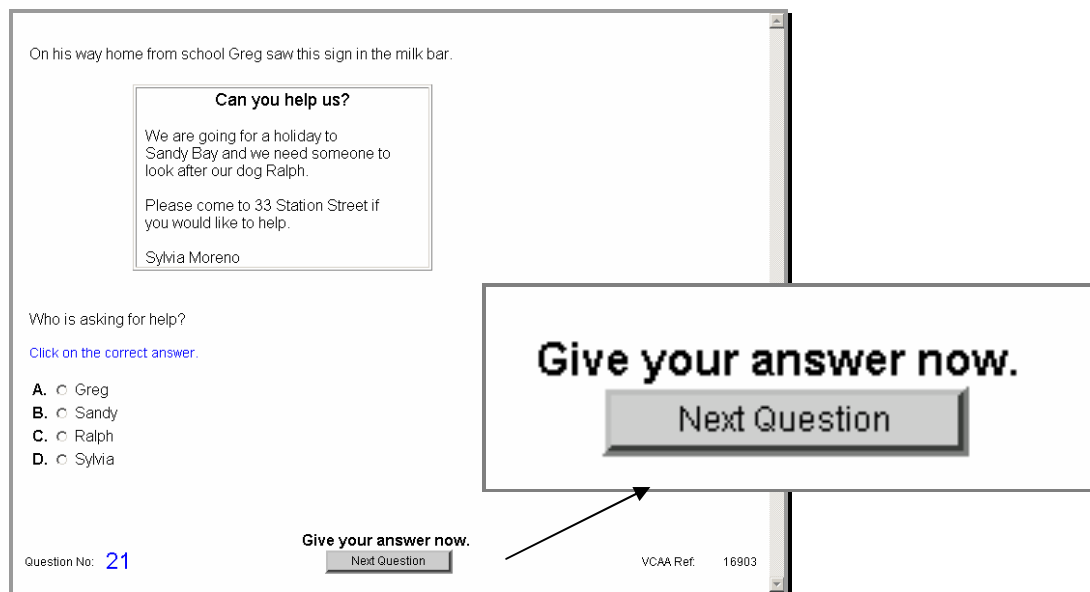 On his way home from school Greg saw this sign in the milk bar.
Can you help us?
We are going for a holiday to
Sandy Bay and we need someone to
look after our dog Ralph.
Please come to 33 Station Street if
you would like to help.
Sylvia Moreno
Who is asking for help?
Click on the correct answer.
A. Greg
B. Sandy
C. Ralph
D. Sylvia
Give your answer now.
Next Question
Give your answer now.
Question No: 21 Next Question VCAA Ref: 16903